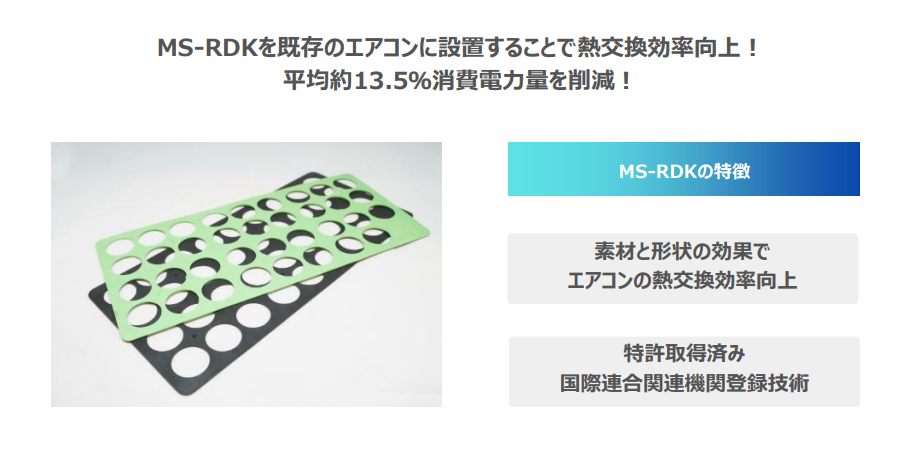 MS-RDKを既存のエアコンに設置することで熱交換効率向上！
平均約13.5%消費電力量を削減！
MS-RDKの特徴
素材と形状の効果で
エアコンの熱交換効率向上
特許取得済み
国際連合関連機関登録技術